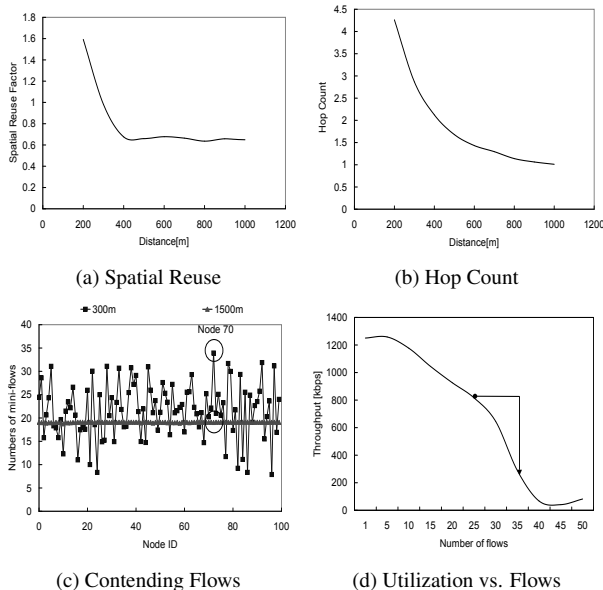 1.8
1.6
1.4
1.2
1
0.8
0.6
0.4
0.2
0
Spatial Reuse Factor
0 200 400 600 800 1000 1200
Distance[m]
(a) Spatial Reuse
4.5
4
3.5
3
2.5
2
1.5
1
0.5
0
Hop Count
0 200 400 600 800 1000 1200
Distance[m]
(b) Hop Count
300m 1500m
Node 70
40
35
30
25
20
15
10
5
0
Numbers of mini-flows
0 20 40 60 80 100
Node ID
(c) Contending Flows
1400
1200
1000
800
600
400
200
0
Throughput [kbps]
1 5 10 15 20 25 30 35 40 45 50
Number of flows
(d) Utilization vs. Flows